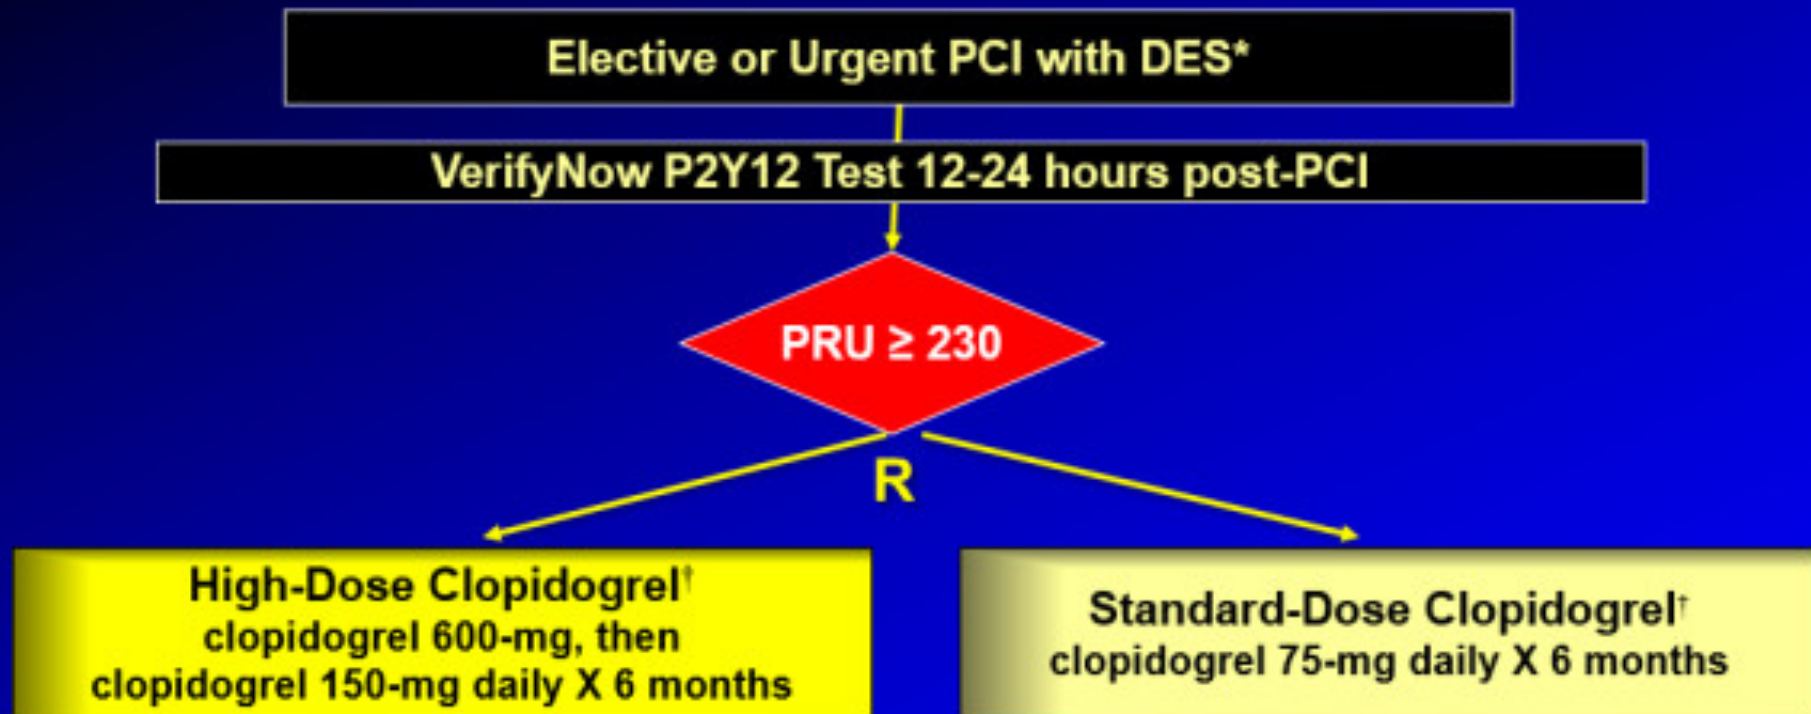 Elective or Urgent PCI with DES*
VerifyNow P2Y12 Test 12-24 hours post-PCI
PRU ≥ 230
R
High-Dose Clopidogrel†
clopidogrel 600-mg, then
clopidogrel 150-mg daily X 6 months
Standard-Dose Clopidogrel†
clopidogrel 75-mg daily X 6 months